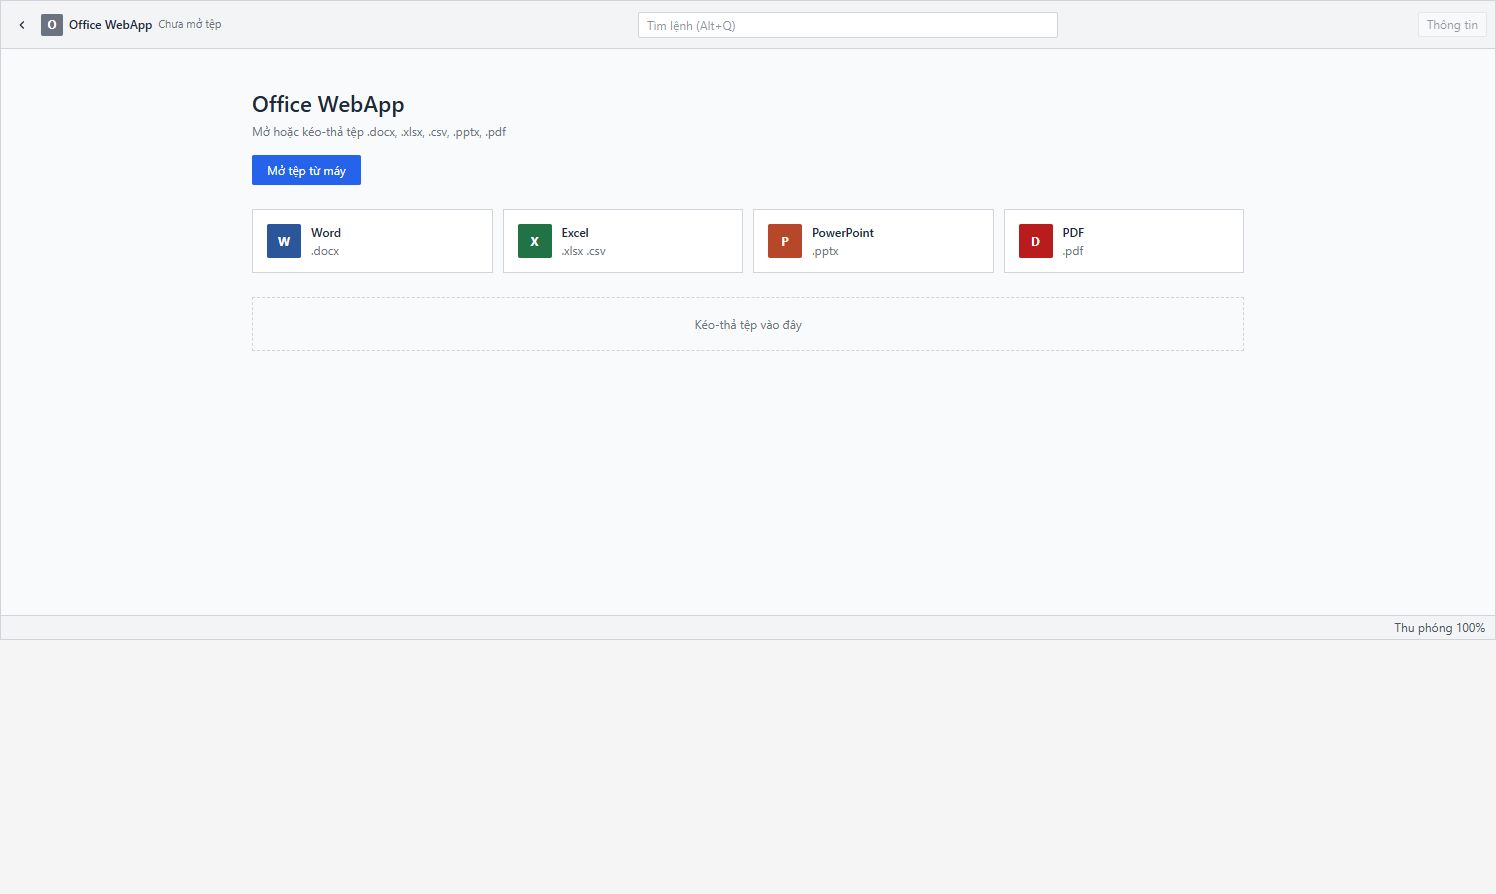 O Office WebApp Chưa mở tệp
Tìm lệnh (Alt+Q)
Thông tin
Office WebApp
Mở hoặc kéo-thả tệp .docx, .xlsx, .csv, .pptx, .pdf
Mở tệp từ máy
W Word
.docx
X Excel
.xlsx .csv
P PowerPoint
.pptx
D PDF
.pdf
Kéo-thả tệp vào đây
Thu phóng 100%